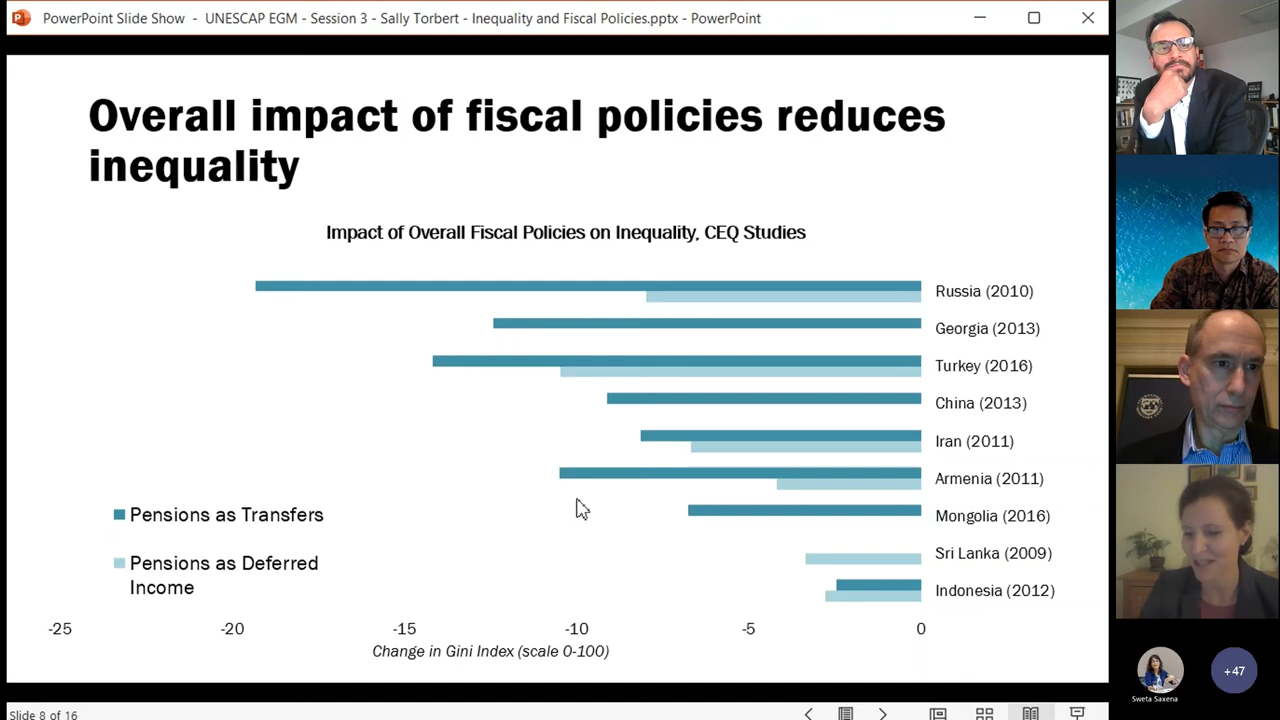 PowerPoint Slide Show - UNESCAP EGM - Session 3 - Sally Torbert - Inequality and Fiscal Policies.pptx - PowerPoint
Overall impact of fiscal policies reduces
inequality
Impact of Overall Fiscal Policies on Inequality, CEQ Studies
Russia (2010)
Georgia (2013)
Turkey (2016)
China (2013)
Iran (2011)
Armenia (2011)
Mongolia (2016)
Sri Lanka (2009)
Indonesia (2012)
Pensions as Transfers
Pensions as Deferred
Income
-25 -20 -15 -10 -5 0
Change in Gini Index (scale 0-100)
Slide 8 of 16
Sweta Saxena
+47